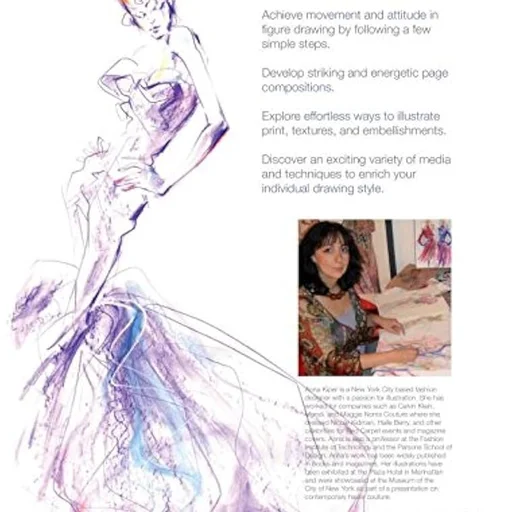 Achieve movement and attitude in
figure drawing by following a few
simple steps.
Develop striking and energetic page
compositions.
Explore effortless ways to illustrate
print, textures, and embellishments.
Discover an exciting variety of media
and techniques to enrich your
individual drawing style.
Anna Kiper is a New York City based fashion
designer with a passion for illustration. She has
worked for companies such as Calvin Klein,
and Maggie Norris Couture where she
dressed Nicole Kidman, Halle Berry, and other
celebrities for Red Carpet events and magazine
covers. Anna is also a professor at the Fashion
Institute of Technology and the Parsons School of
Design. Anna's work has been widely published
in books and magazines. Her illustrations have
been exhibited at the Plaza Hotel in Manhattan
and were showcased at the Museum of the
City of New York as part of a presentation on
contemporary haute couture.